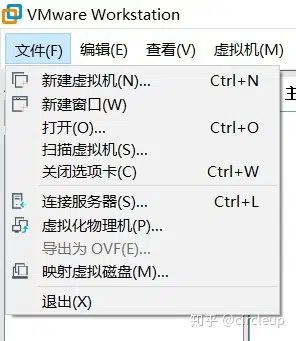 VMware Workstation
文件(F) 编辑(E) 查看(V) 虚拟机(M)
新建虚拟机(N)... Ctrl+N
新建窗口(W)
打开(O)... Ctrl+O
扫描虚拟机(S)...
关闭选项卡(C) Ctrl+W
连接服务器(S)... Ctrl+L
虚拟化物理机(P)...
导出为 OVF(E)...
映射虚拟磁盘(M)...
退出(X)
知乎 @circleup